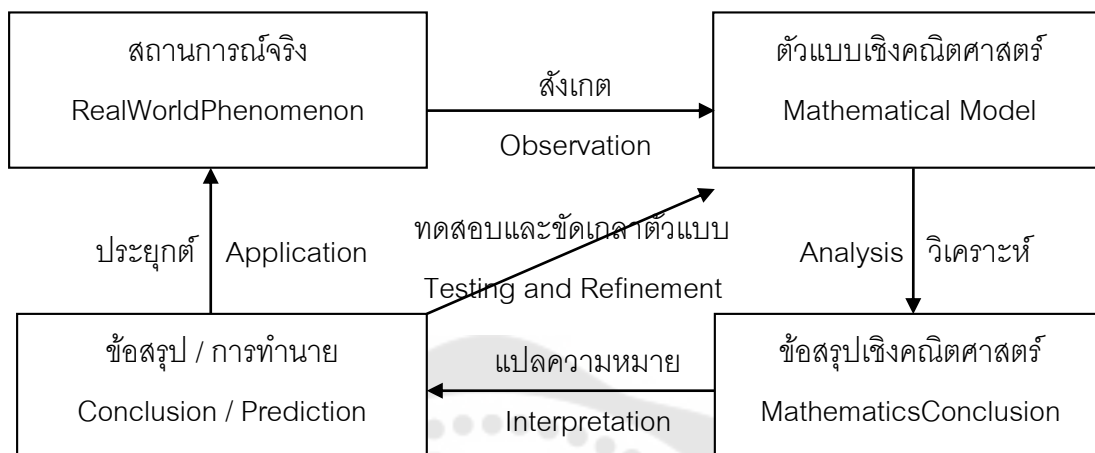 สถานการณ์จริง
RealWorldPhenomenon
สังเกต
Observation
ตัวแบบเชิงคณิตศาสตร์
Mathematical Model
ประยุกต์ Application
ทดสอบและขัดเกลาตัวแบบ
Testing and Refinement
Analysis วิเคราะห์
ข้อสรุป / การทำนาย
Conclusion / Prediction
แปลความหมาย
Interpretation
ข้อสรุปเชิงคณิตศาสตร์
MathematicsConclusion